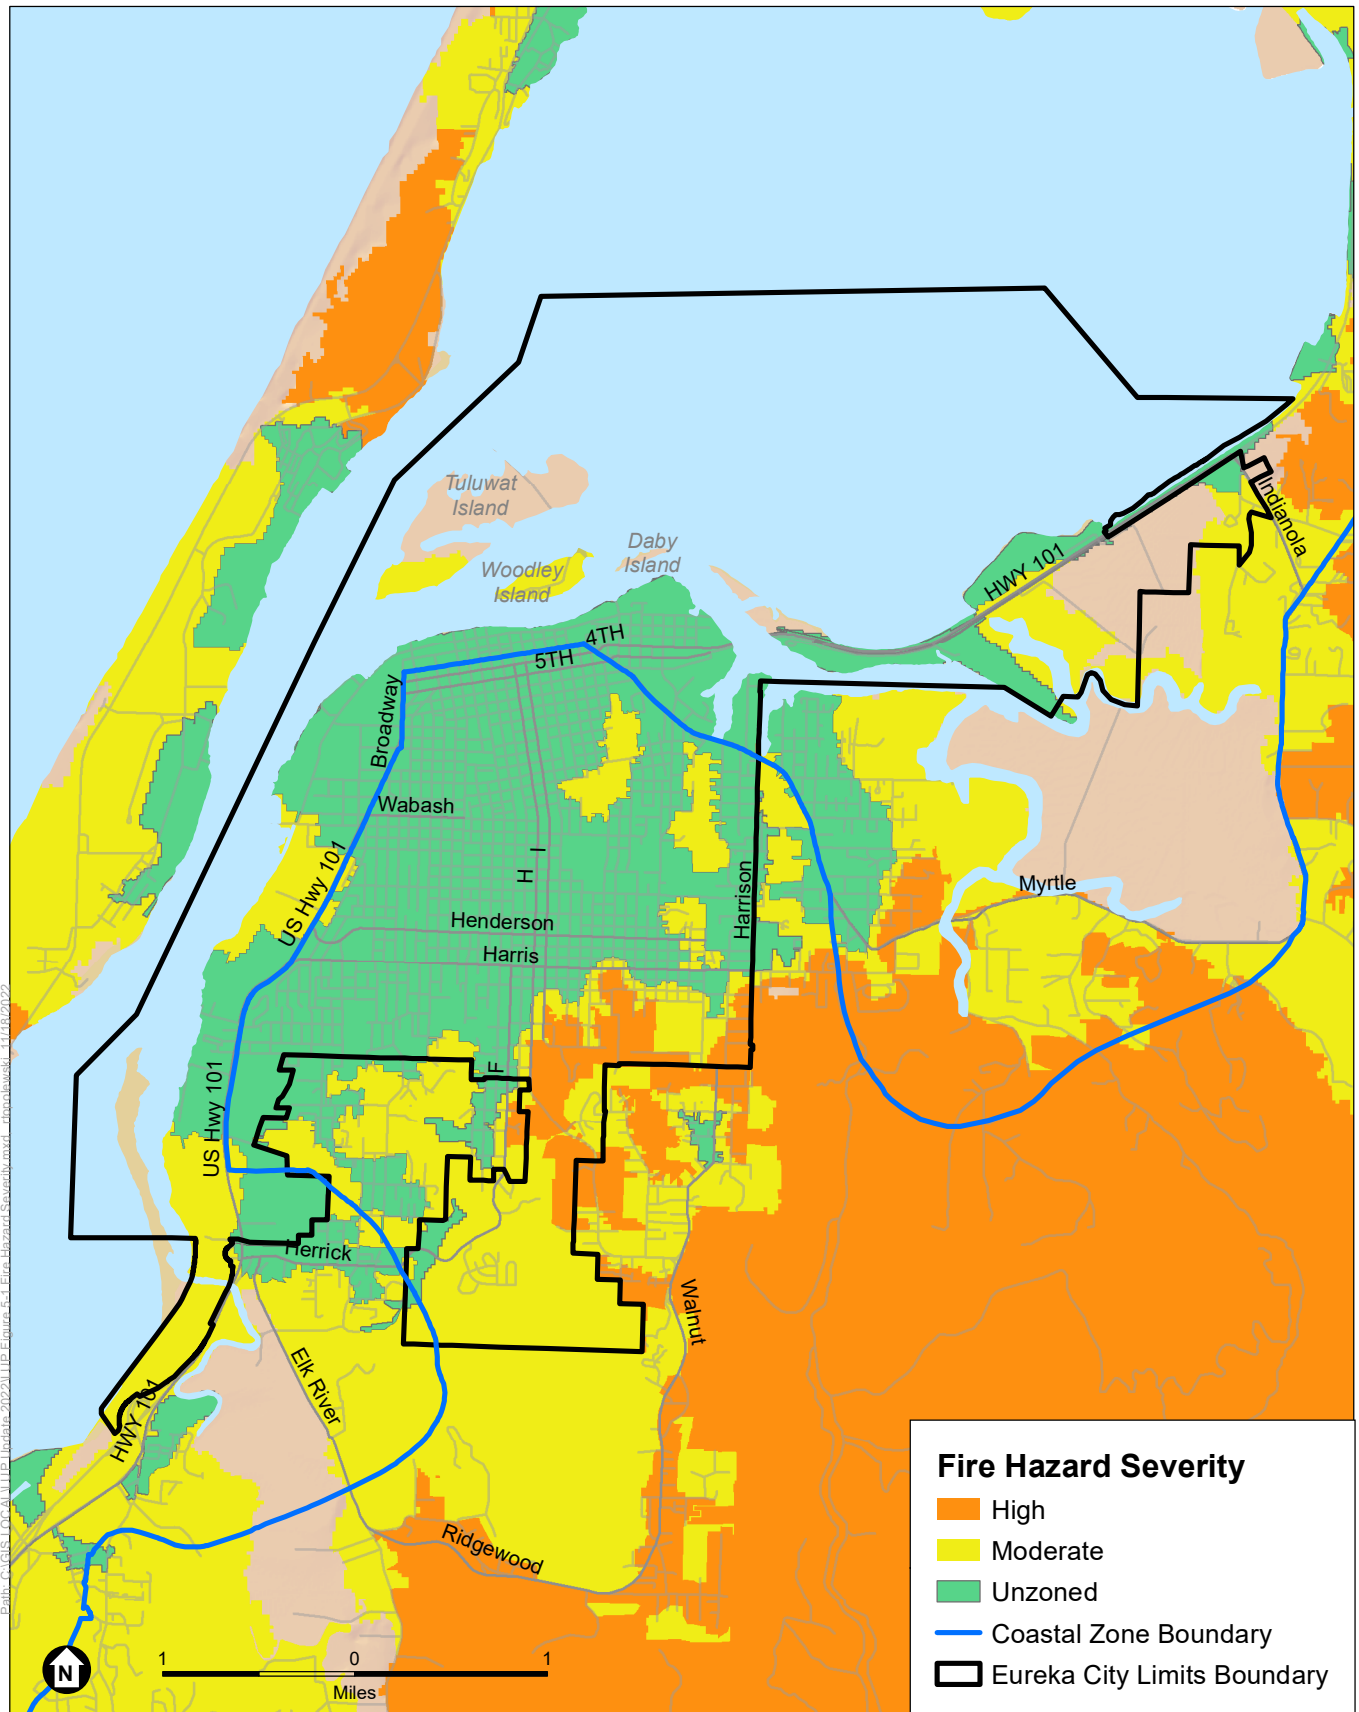 Tuluwat
Island
Daby
Island
Woodley
Island
HWY 101
Indianola
4TH
5TH
Broadway
Wabash
US Hwy 101
H
I
Henderson
Harris
Harrison
Myrtle
F
US Hwy 101
Herrick
Walnut
Elk River
HWY 101
Ridgewood
Fire Hazard Severity
High
Moderate
Unzoned
Coastal Zone Boundary
Eureka City Limits Boundary
N
1 0 1
Miles